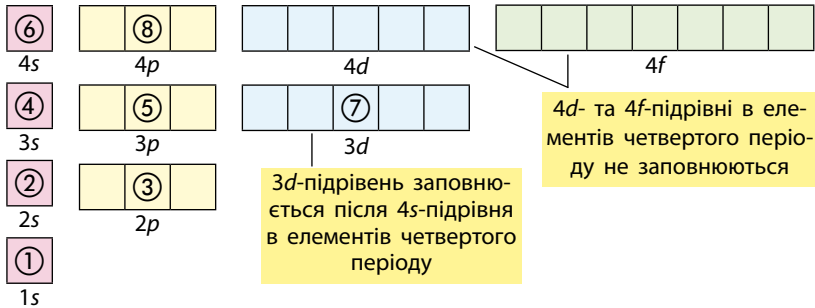 ⑥ ⑧
4s 4p 4d 4f
④ ⑤ ⑦
3s 3p 3d
② ③
2s 2p
①
1s
4d- та 4f-підрівні в еле-
ментів четвертого періо-
ду не заповнюються
3d-підрівень заповню-
ється після 4s-підрівня
в елементів четвертого
періоду